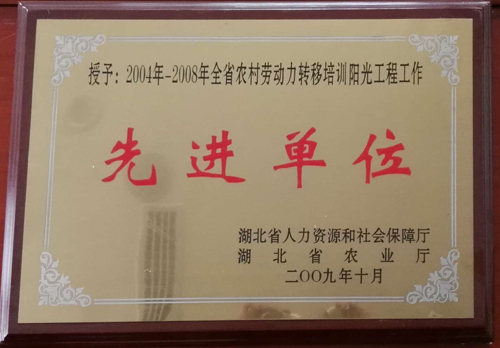 授予：2004年-2008年全省农村劳动力转移培训阳光工程工作
先进单位
湖北省人力资源和社会保障厅
湖北省农业厅
二〇〇九年十月